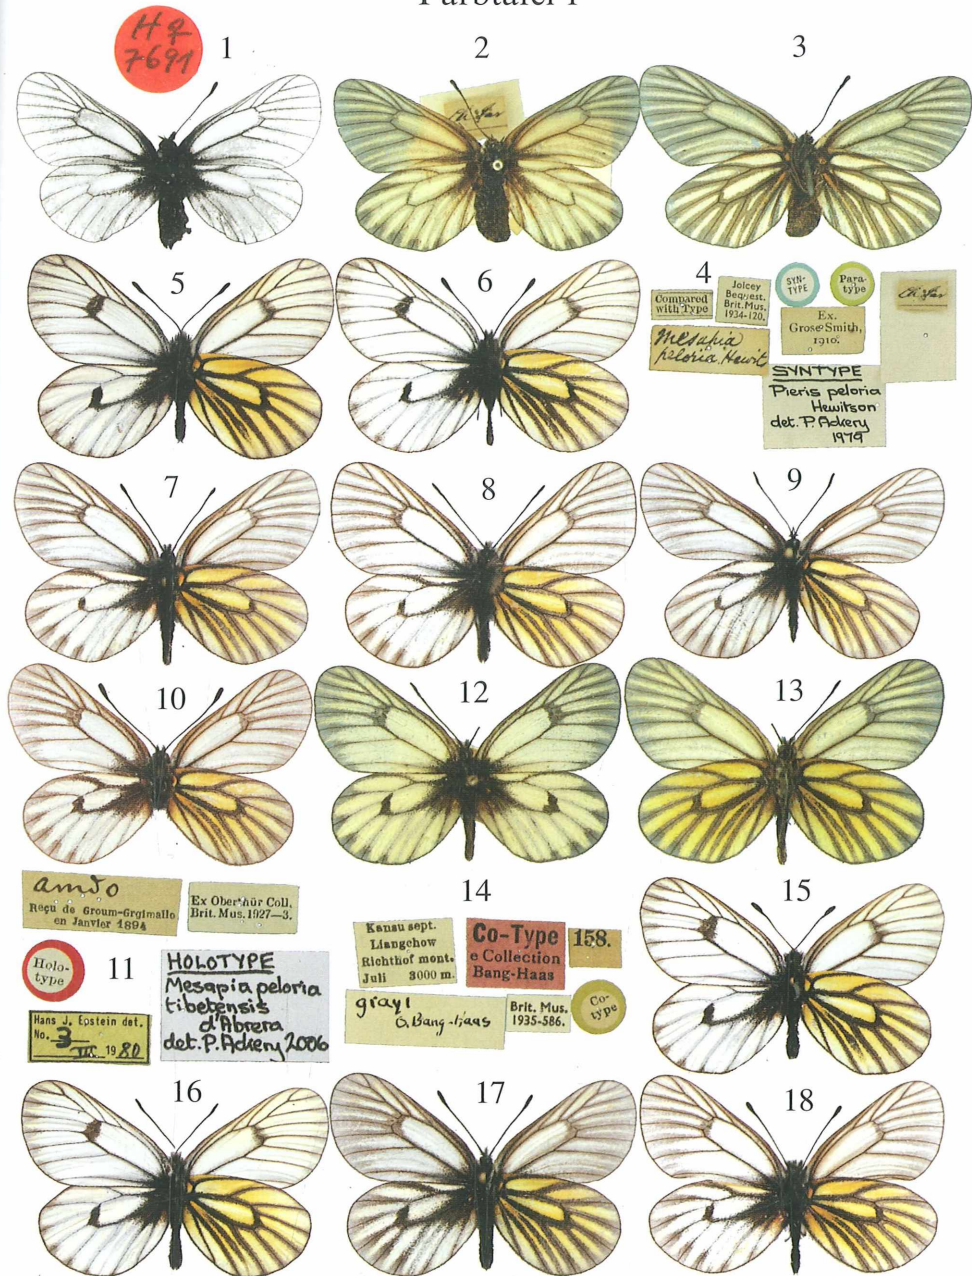 H ♀
7691
1
2
3
5
6
4
Compared
with Type
Joicey
Bequest.
Brit. Mus.
1934-120.
SYN-
TYPE
Para-
type
Mesapia
peloria, Hewit
Ex.
Grose Smith,
1910.
SYNTYPE
Pieris peloria
Hewitson
det. P. Ackery
1979
7
8
9
10
12
13
amdo
Reçu de Groum-Grgimaïlo
en Janvier 1894
Ex Oberthür Coll.
Brit. Mus. 1927—3.
Holo-
type
11
HOLOTYPE
Mesapia peloria
tibetensis
d'Abrera
det. P. Ackery 2006
Hans J. Epstein det.
No. 3
1980
14
Kansu sept.
Liangchow
Richthof mont.
Juli 3000 m.
Co-Type
e Collection
Bang-Haas
158.
grayi
O. Bang-Haas
Brit. Mus.
1935-586.
Co-
type
15
16
17
18